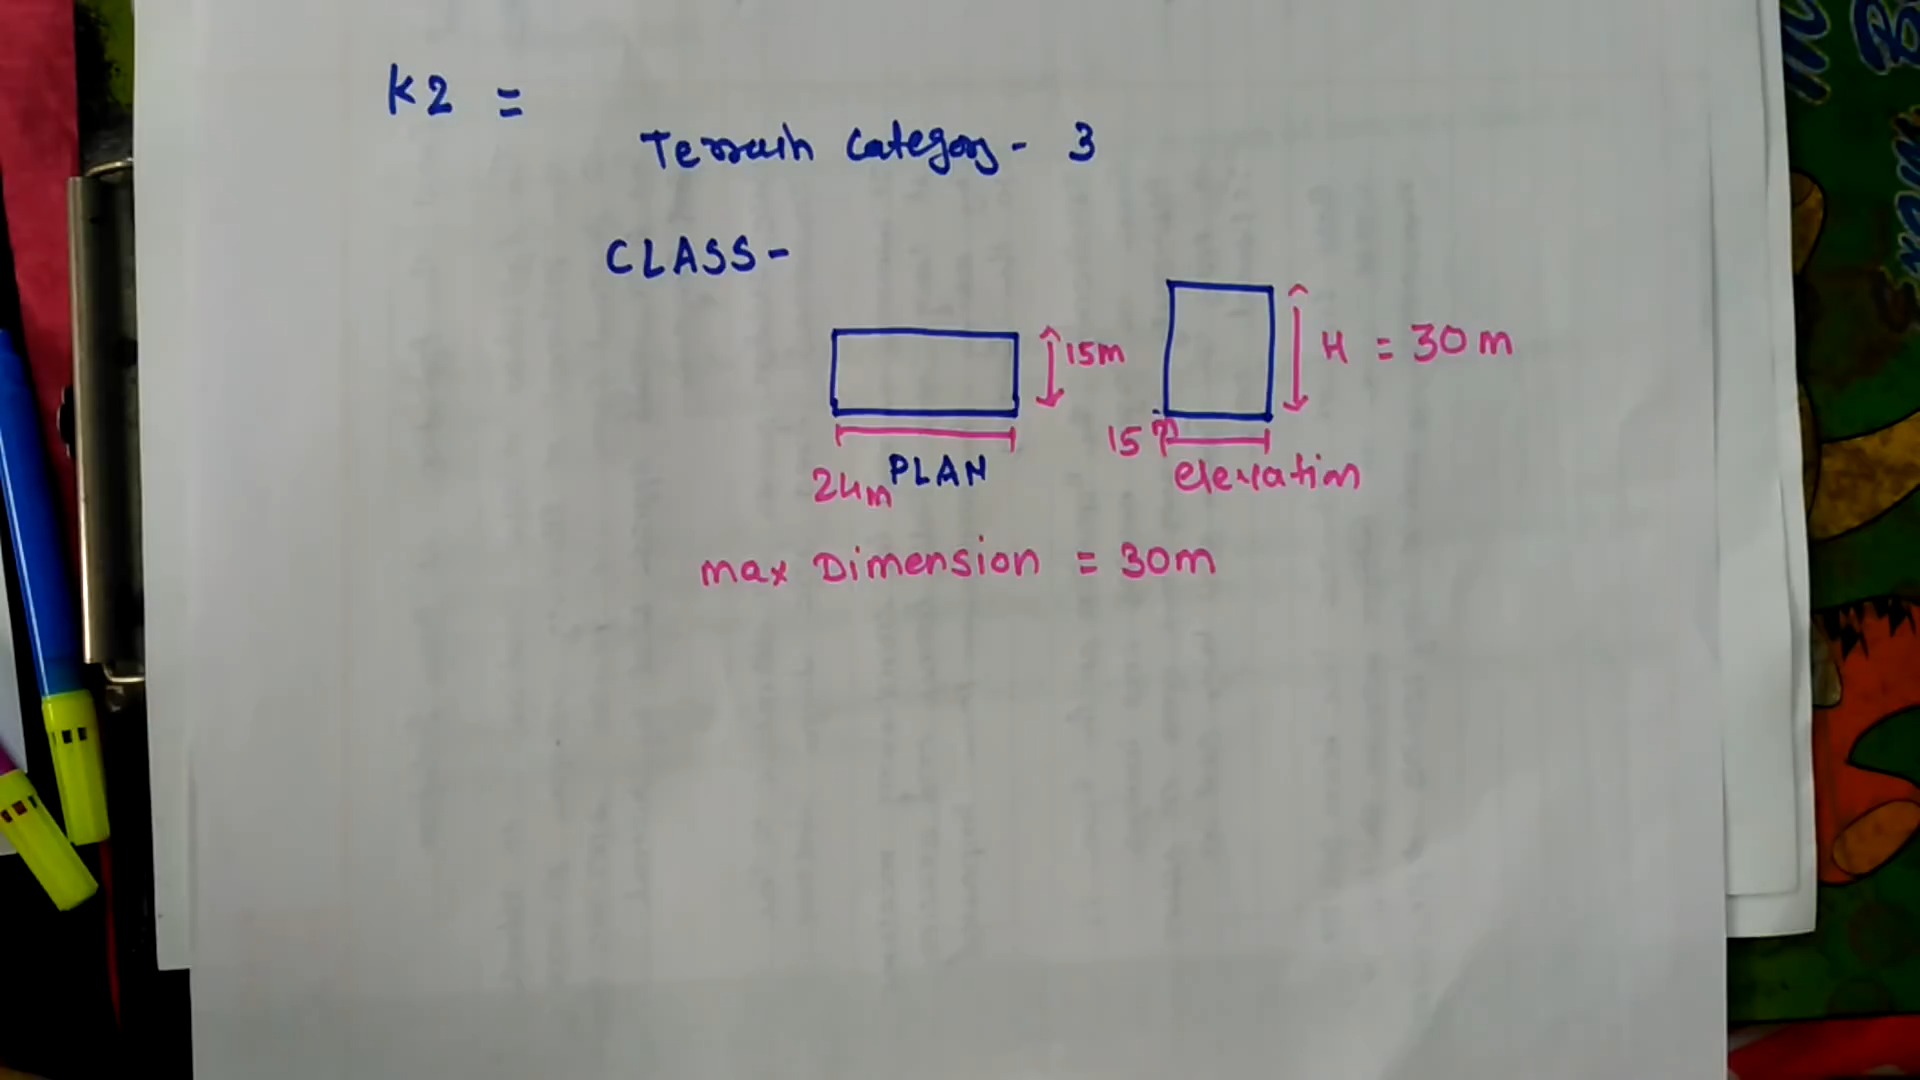 K2 =
Terrain Category - 3
CLASS -
15m
H = 30m
24m
PLAN
15m
elevation
max Dimension = 30m